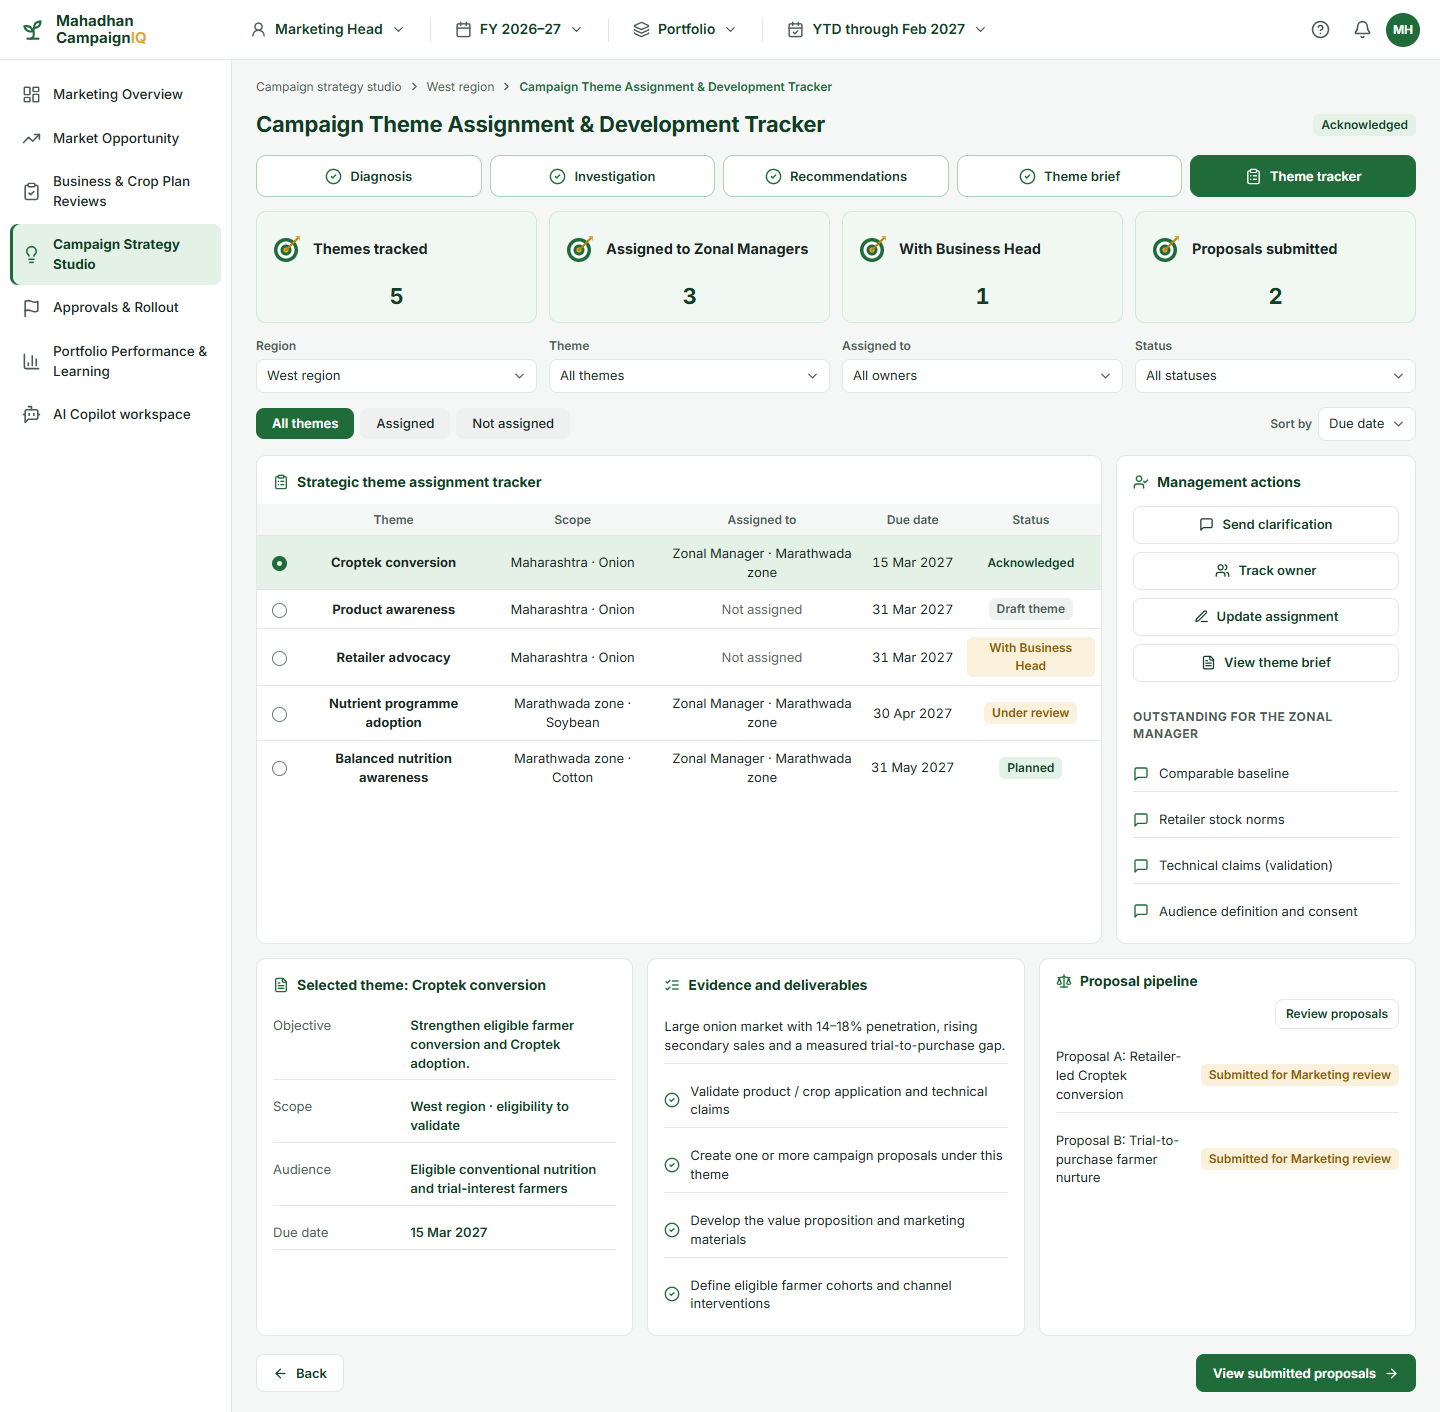 Mahadhan
CampaignIQ
Marketing Head
FY 2026–27
Portfolio
YTD through Feb 2027
MH
Marketing Overview
Market Opportunity
Business & Crop Plan
Reviews
Campaign Strategy
Studio
Approvals & Rollout
Portfolio Performance &
Learning
AI Copilot workspace
Campaign strategy studio > West region > Campaign Theme Assignment & Development Tracker
Campaign Theme Assignment & Development Tracker
Acknowledged
Diagnosis
Investigation
Recommendations
Theme brief
Theme tracker
Themes tracked
5
Assigned to Zonal Managers
3
With Business Head
1
Proposals submitted
2
Region
West region
Theme
All themes
Assigned to
All owners
Status
All statuses
All themes
Assigned
Not assigned
Sort by
Due date
Strategic theme assignment tracker
Theme Scope Assigned to Due date Status
Croptek conversion
Maharashtra · Onion
Zonal Manager · Marathwada
zone
15 Mar 2027
Acknowledged
Product awareness
Maharashtra · Onion
Not assigned
31 Mar 2027
Draft theme
Retailer advocacy
Maharashtra · Onion
Not assigned
31 Mar 2027
With Business
Head
Nutrient programme
adoption
Marathwada zone ·
Soybean
Zonal Manager · Marathwada
zone
30 Apr 2027
Under review
Balanced nutrition
awareness
Marathwada zone ·
Cotton
Zonal Manager · Marathwada
zone
31 May 2027
Planned
Management actions
Send clarification
Track owner
Update assignment
View theme brief
OUTSTANDING FOR THE ZONAL
MANAGER
Comparable baseline
Retailer stock norms
Technical claims (validation)
Audience definition and consent
Selected theme: Croptek conversion
Objective
Strengthen eligible farmer
conversion and Croptek
adoption.
Scope
West region · eligibility to
validate
Audience
Eligible conventional nutrition
and trial-interest farmers
Due date
15 Mar 2027
Evidence and deliverables
Large onion market with 14–18% penetration, rising
secondary sales and a measured trial-to-purchase gap.
Validate product / crop application and technical
claims
Create one or more campaign proposals under this
theme
Develop the value proposition and marketing
materials
Define eligible farmer cohorts and channel
interventions
Proposal pipeline
Review proposals
Proposal A: Retailer-
led Croptek
conversion
Submitted for Marketing review
Proposal B: Trial-to-
purchase farmer
nurture
Submitted for Marketing review
Back
View submitted proposals